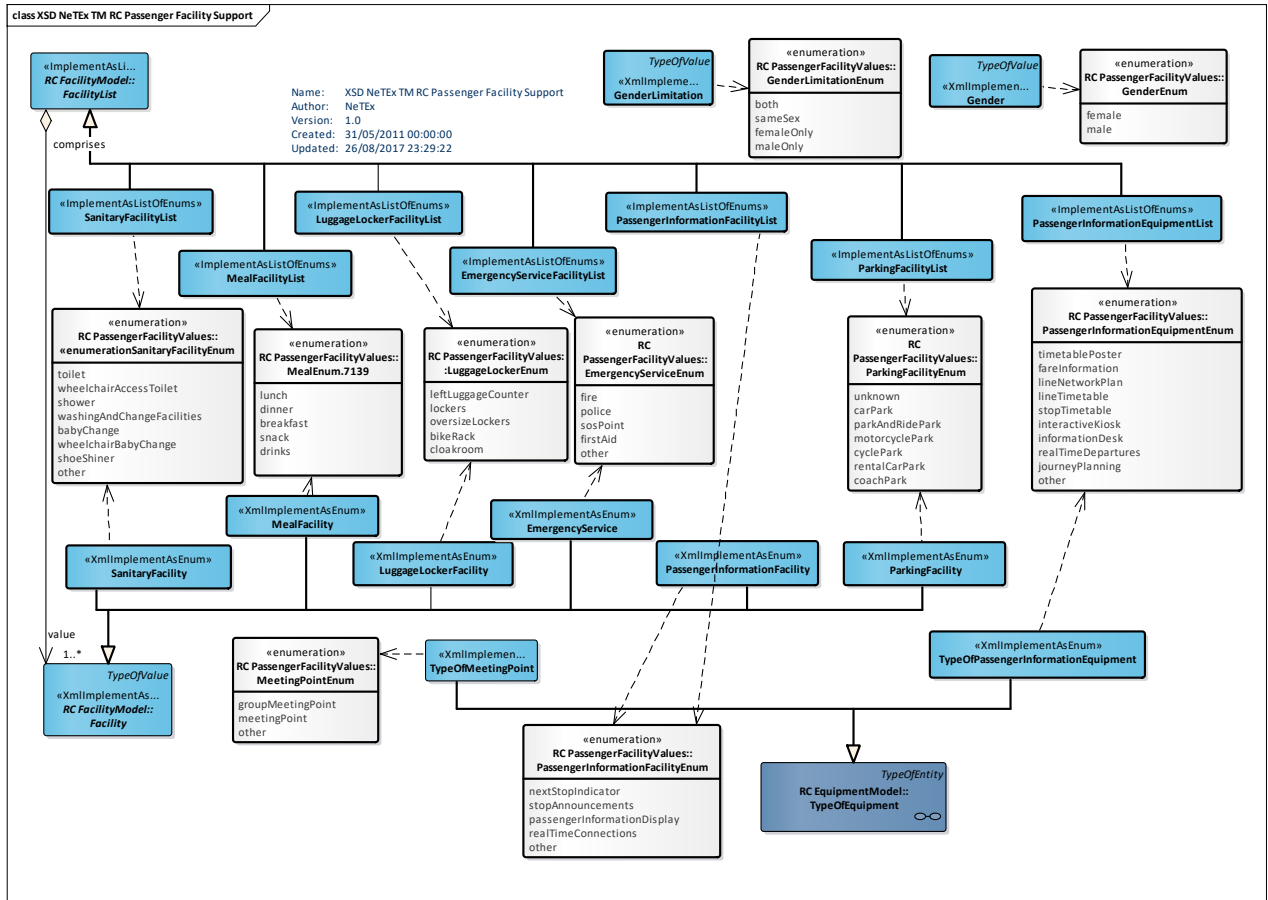 class XSD NeTEx TM RC Passenger Facility Support
«ImplementAsLi...
RC FacilityModel::
FacilityList
comprises
Name: XSD NeTEx TM RC Passenger Facility Support
Author: NeTEx
Version: 1.0
Created: 31/05/2011 00:00:00
Updated: 26/08/2017 23:29:22
TypeOfValue
«XmlImpleme...
GenderLimitation
«enumeration»
RC PassengerFacilityValues::
GenderLimitationEnum
both
sameSex
femaleOnly
maleOnly
TypeOfValue
«XmlImplemen...
Gender
«enumeration»
RC PassengerFacilityValues::
GenderEnum
female
male
«ImplementAsListOfEnums»
SanitaryFacilityList
«ImplementAsListOfEnums»
LuggageLockerFacilityList
«ImplementAsListOfEnums»
PassengerInformationFacilityList
«ImplementAsListOfEnums»
PassengerInformationEquipmentList
«ImplementAsListOfEnums»
MealFacilityList
«ImplementAsListOfEnums»
EmergencyServiceFacilityList
«ImplementAsListOfEnums»
ParkingFacilityList
«enumeration»
RC PassengerFacilityValues::
«enumerationSanitaryFacilityEnum
toilet
wheelchairAccessToilet
shower
washingAndChangeFacilities
babyChange
wheelchairBabyChange
shoeShiner
other
«enumeration»
RC PassengerFacilityValues::
MealEnum.7139
lunch
dinner
breakfast
snack
drinks
«enumeration»
RC PassengerFacilityValues:
:LuggageLockerEnum
leftLuggageCounter
lockers
oversizeLockers
bikeRack
cloakroom
«enumeration»
RC
PassengerFacilityValues::
EmergencyServiceEnum
fire
police
sosPoint
firstAid
other
«enumeration»
RC
PassengerFacilityValues::
ParkingFacilityEnum
unknown
carPark
parkAndRidePark
motorcyclePark
cyclePark
rentalCarPark
coachPark
«enumeration»
RC PassengerFacilityValues::
PassengerInformationEquipmentEnum
timetablePoster
fareInformation
lineNetworkPlan
lineTimetable
stopTimetable
interactiveKiosk
informationDesk
realTimeDepartures
journeyPlanning
other
«XmlImplementAsEnum»
MealFacility
«XmlImplementAsEnum»
EmergencyService
«XmlImplementAsEnum»
SanitaryFacility
«XmlImplementAsEnum»
LuggageLockerFacility
«XmlImplementAsEnum»
PassengerInformationFacility
«XmlImplementAsEnum»
ParkingFacility
value
1..*
TypeOfValue
«XmlImplementAs...
RC FacilityModel::
Facility
«enumeration»
RC PassengerFacilityValues::
MeetingPointEnum
groupMeetingPoint
meetingPoint
other
«XmlImplemen...
TypeOfMeetingPoint
«XmlImplementAsEnum»
TypeOfPassengerInformationEquipment
«enumeration»
RC PassengerFacilityValues::
PassengerInformationFacilityEnum
nextStopIndicator
stopAnnouncements
passengerInformationDisplay
realTimeConnections
other
TypeOfEntity
RC EquipmentModel::
TypeOfEquipment